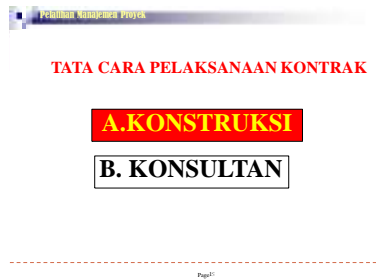 Pelatihan Manajemen Proyek
TATA CARA PELAKSANAAN KONTRAK
A.KONSTRUKSI
B. KONSULTAN
Page15